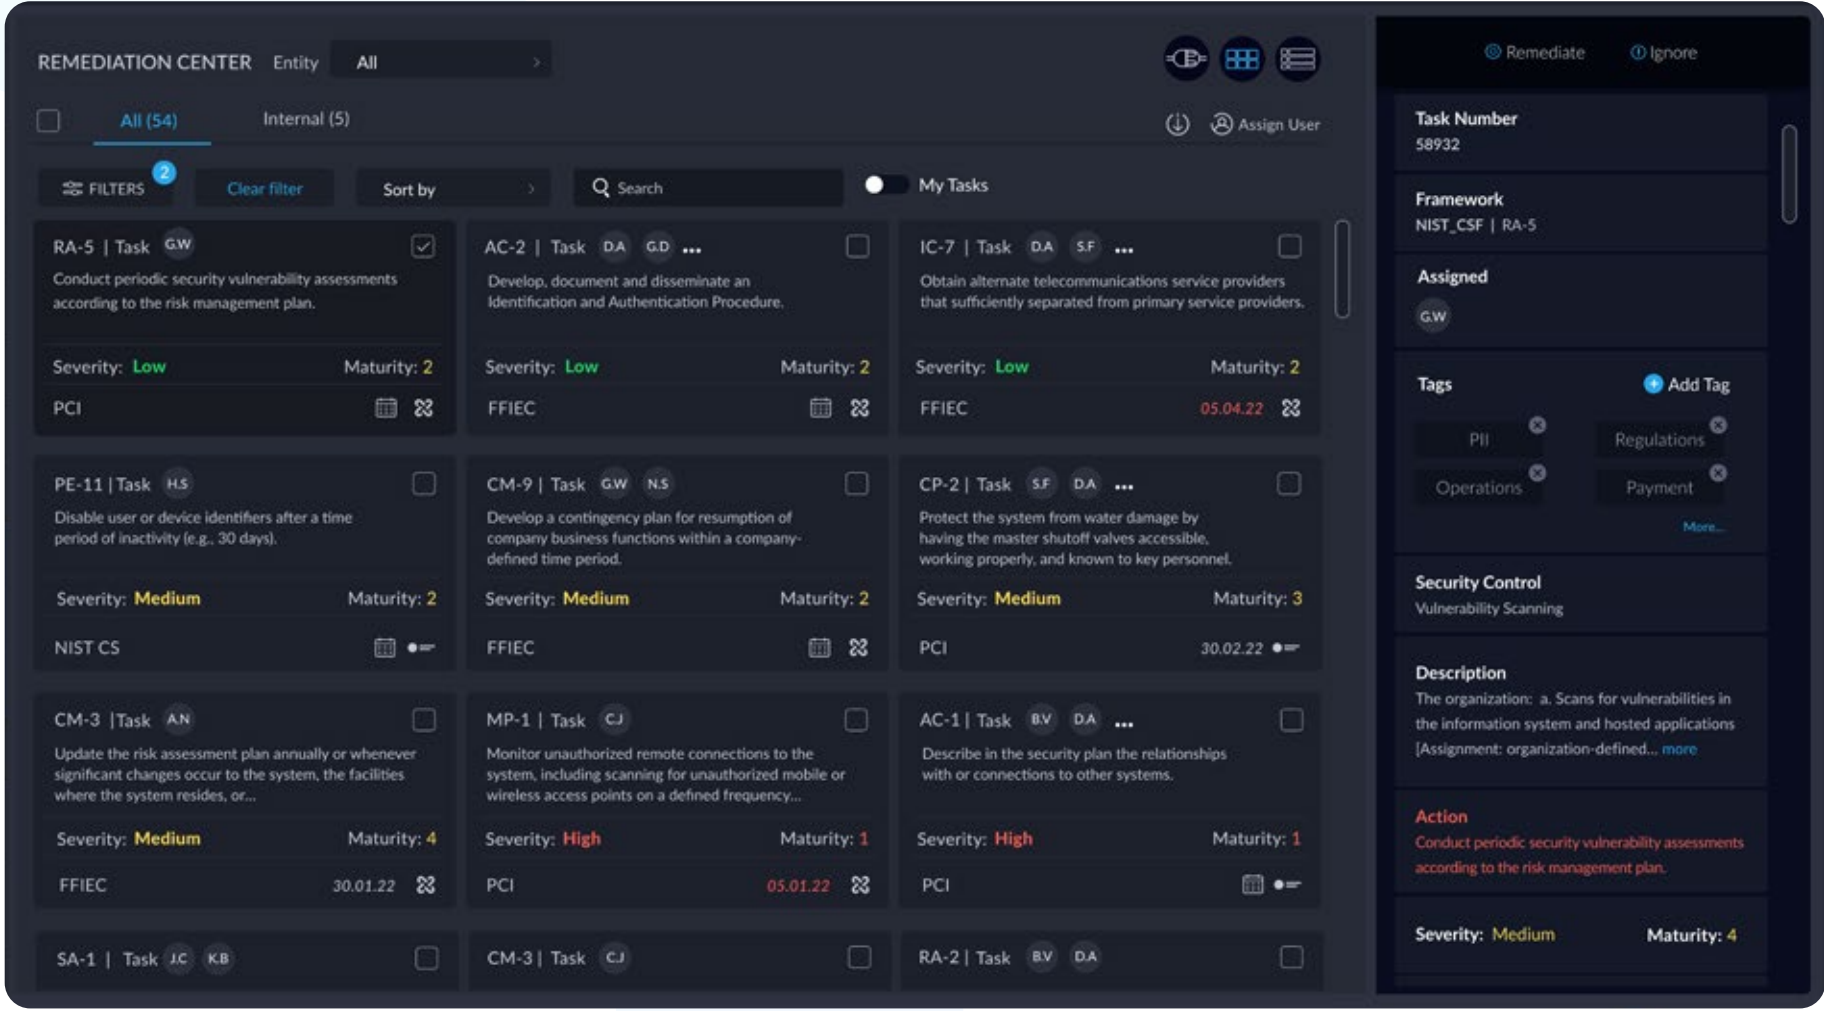 REMEDIATION CENTER Entity All
All (54) Internal (5) Assign User
FILTERS 2 Clear filter Sort by Search My Tasks
RA-5 | Task G.W
Conduct periodic security vulnerability assessments
according to the risk management plan.
Severity: Low Maturity: 2
PCI
AC-2 | Task D.A G.D ...
Develop, document and disseminate an
Identification and Authentication Procedure.
Severity: Low Maturity: 2
FFIEC
IC-7 | Task D.A S.F ...
Obtain alternate telecommunications service providers
that sufficiently separated from primary service providers.
Severity: Low Maturity: 2
FFIEC 05.04.22
PE-11 | Task H.S
Disable user or device identifiers after a time
period of inactivity (e.g., 30 days).
Severity: Medium Maturity: 2
NIST CS
CM-9 | Task G.W N.S
Develop a contingency plan for resumption of
company business functions within a company-
defined time period.
Severity: Medium Maturity: 2
FFIEC
CP-2 | Task S.F D.A ...
Protect the system from water damage by
having the master shutoff valves accessible,
working properly, and known to key personnel.
Severity: Medium Maturity: 3
PCI 30.02.22
CM-3 |Task A.N
Update the risk assessment plan annually or whenever
significant changes occur to the system, the facilities
where the system resides, or...
Severity: Medium Maturity: 4
FFIEC 30.01.22
MP-1 | Task C.J
Monitor unauthorized remote connections to the
system, including scanning for unauthorized mobile or
wireless access points on a defined frequency...
Severity: High Maturity: 1
PCI 05.01.22
AC-1 | Task B.V D.A ...
Describe in the security plan the relationships
with or connections to other systems.
Severity: High Maturity: 1
PCI
SA-1 | Task J.C K.B
CM-3 | Task C.J
RA-2 | Task B.V D.A
Remediate Ignore
Task Number
58932
Framework
NIST_CSF | RA-5
Assigned
G.W
Tags Add Tag
PII Regulations
Operations Payment
More...
Security Control
Vulnerability Scanning
Description
The organization: a. Scans for vulnerabilities in
the information system and hosted applications
[Assignment: organization-defined... more
Action
Conduct periodic security vulnerability assessments
according to the risk management plan.
Severity: Medium Maturity: 4